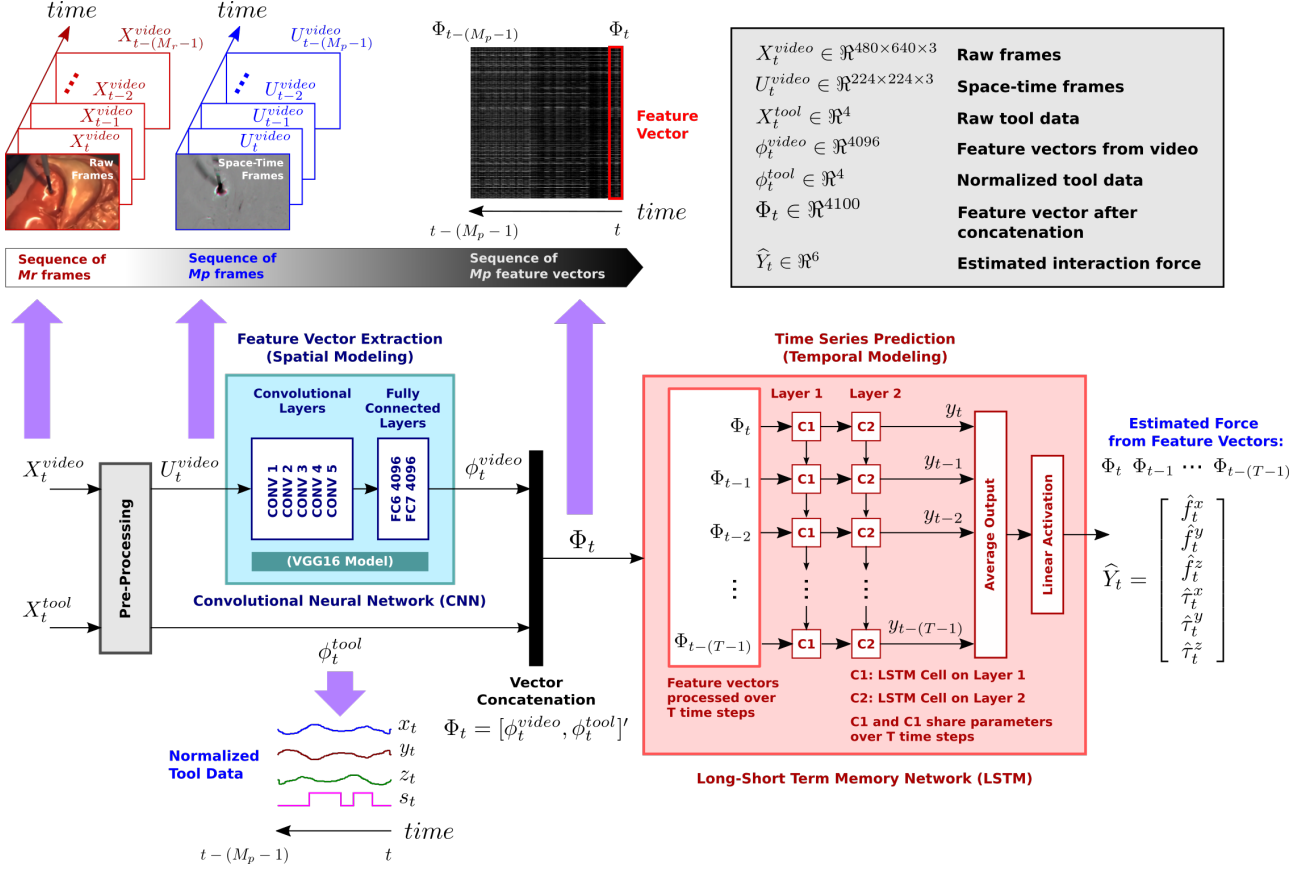 time
X_{t-(M_r-1)}^{video}
X_{t-2}^{video}
X_{t-1}^{video}
X_t^{video}
Raw
Frames
time
U_{t-(M_p-1)}^{video}
U_{t-2}^{video}
U_{t-1}^{video}
U_t^{video}
Space-Time
Frames
Φ_{t-(M_p-1)}
Φ_t
Feature
Vector
time
t-(M_p-1)
t
X_t^{video} ∈ ℜ^{480×640×3} Raw frames
U_t^{video} ∈ ℜ^{224×224×3} Space-time frames
X_t^{tool} ∈ ℜ^4 Raw tool data
ϕ_t^{video} ∈ ℜ^{4096} Feature vectors from video
ϕ_t^{tool} ∈ ℜ^4 Normalized tool data
Φ_t ∈ ℜ^{4100} Feature vector after
concatenation
Ŷ_t ∈ ℜ^6 Estimated interaction force
Sequence of
Mr frames
Sequence of
Mp frames
Sequence of
Mp feature vectors
Feature Vector Extraction
(Spatial Modeling)
Convolutional
Layers
Fully
Connected
Layers
CONV 1
CONV 2
CONV 3
CONV 4
CONV 5
FC6 4096
FC7 4096
(VGG16 Model)
Convolutional Neural Network (CNN)
X_t^{video}
U_t^{video}
ϕ_t^{video}
Pre-Processing
X_t^{tool}
ϕ_t^{tool}
Φ_t
Vector
Concatenation
Φ_t = [ϕ_t^{video}, ϕ_t^{tool}]′
Normalized
Tool Data
x_t
y_t
z_t
s_t
time
t-(M_p-1)
t
Time Series Prediction
(Temporal Modeling)
Layer 1 Layer 2
Φ_t C1 C2 y_t
Φ_{t-1} C1 C2 y_{t-1}
Φ_{t-2} C1 C2 y_{t-2}
⋮ ⋮ ⋮
Φ_{t-(T-1)} C1 C2 y_{t-(T-1)}
Average Output
Linear Activation
Feature vectors
processed over
T time steps
C1: LSTM Cell on Layer 1
C2: LSTM Cell on Layer 2
C1 and C1 share parameters
over T time steps
Long-Short Term Memory Network (LSTM)
Estimated Force
from Feature Vectors:
Φ_t Φ_{t-1} ⋯ Φ_{t-(T-1)}
Ŷ_t =
f̂_t^x
f̂_t^y
f̂_t^z
τ̂_t^x
τ̂_t^y
τ̂_t^z